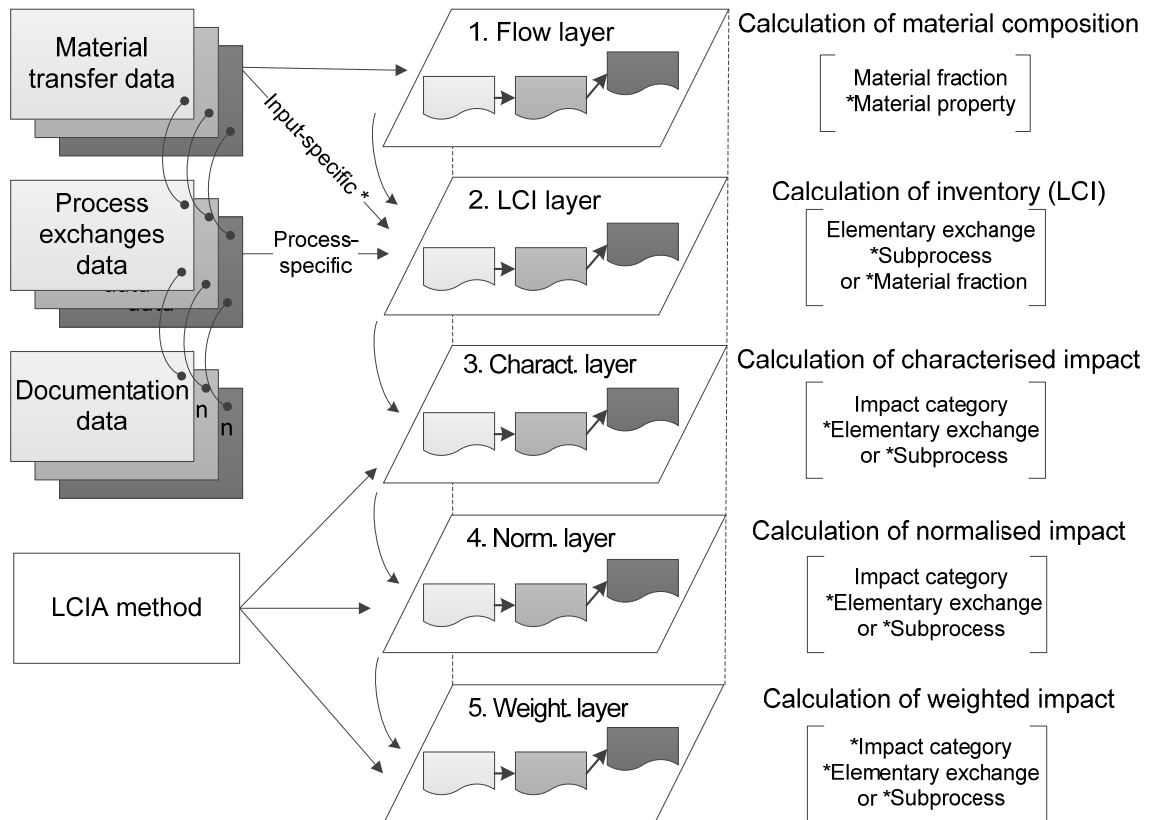 Material
transfer data
Process
exchanges
data
data
data
Documentation
data
n
n
LCIA method
Input-specific *
Process–
specific
1. Flow layer
2. LCI layer
3. Charact. layer
4. Norm. layer
5. Weight. layer
Calculation of material composition
Material fraction
*Material property
Calculation of inventory (LCI)
Elementary exchange
*Subprocess
or *Material fraction
Calculation of characterised impact
Impact category
*Elementary exchange
or *Subprocess
Calculation of normalised impact
Impact category
*Elementary exchange
or *Subprocess
Calculation of weighted impact
*Impact category
*Elementary exchange
or *Subprocess